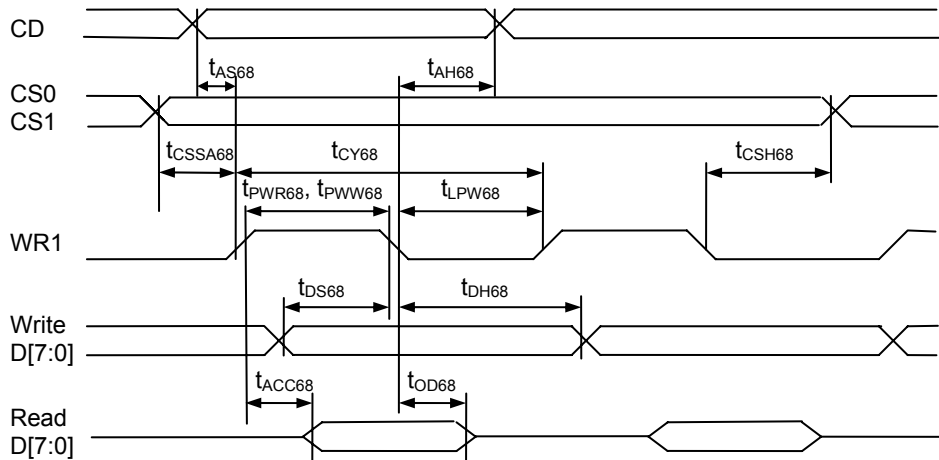 CD
tAS68 tAH68
CS0
CS1
tCSSA68 tCY68 tCSH68
tPWR68, tPWW68 tLPW68
WR1
tDS68 tDH68
Write
D[7:0]
tACC68 tOD68
Read
D[7:0]